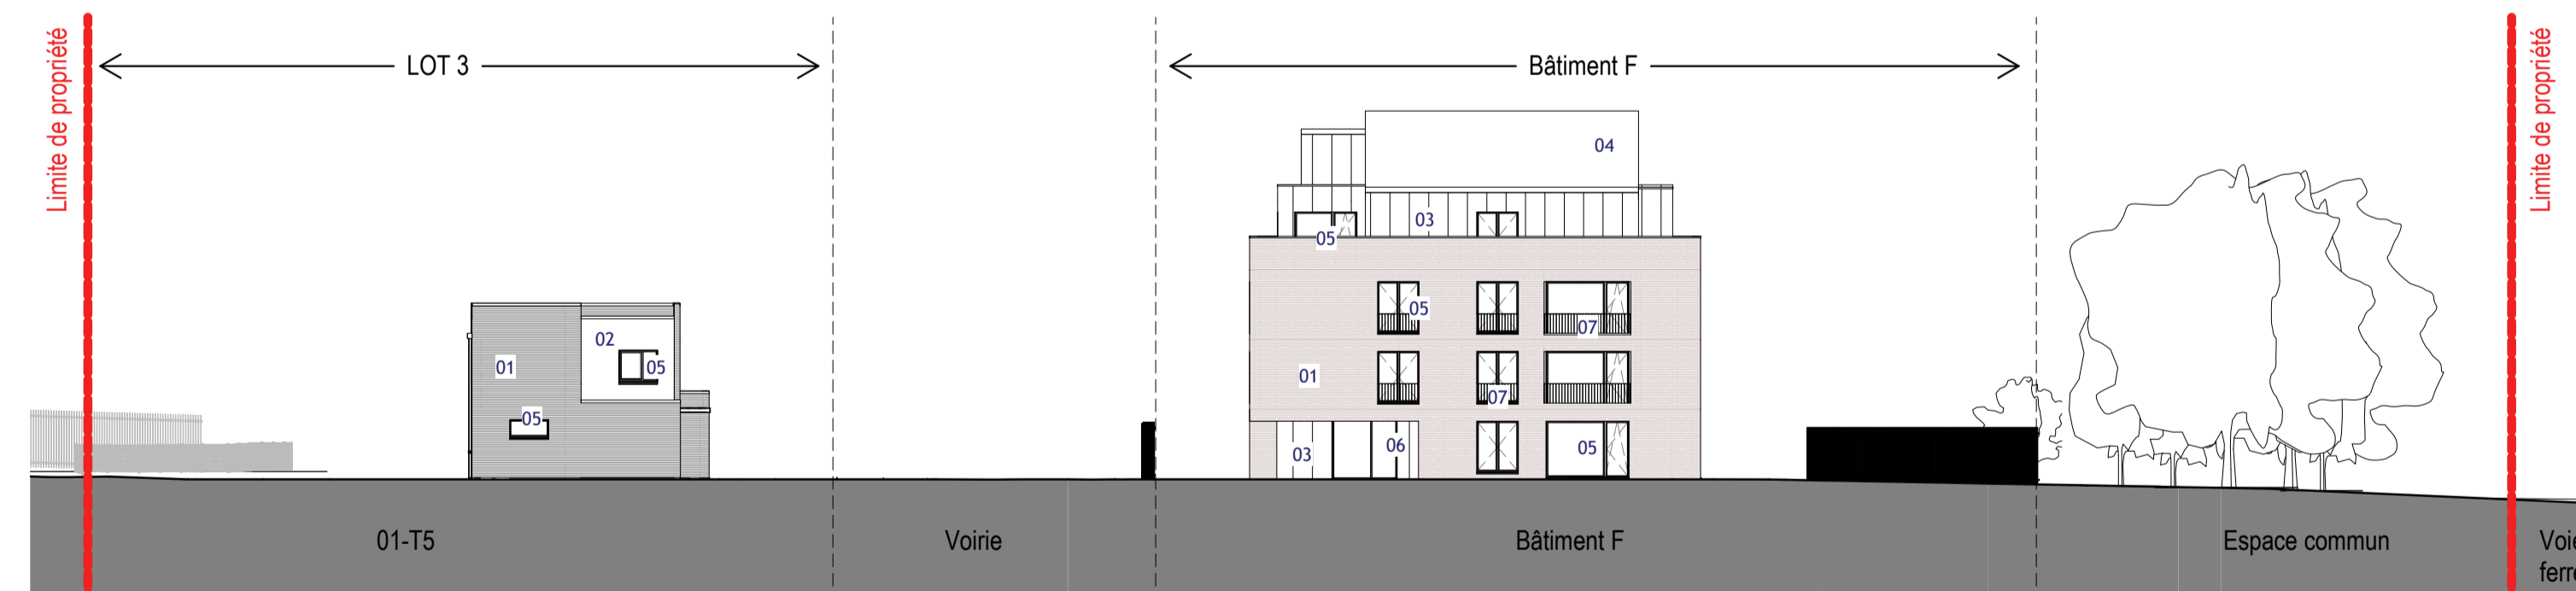 Limite de propriété
LOT 3
Bâtiment F
Limite de propriété
04
03
05
05
07
02
05
01
01
07
05
03
06
05
01-T5
Voirie
Bâtiment F
Espace commun